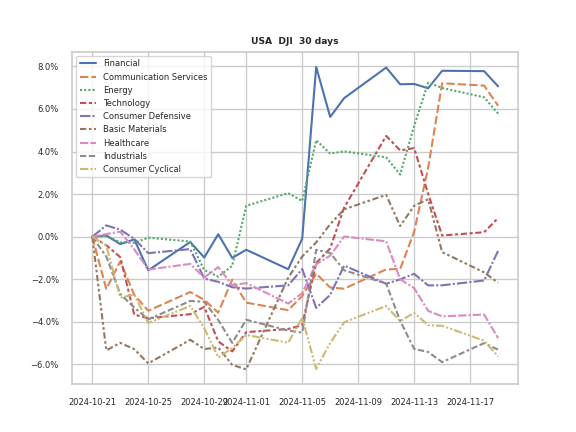 USA DJI 30 days
8.0%
6.0%
4.0%
2.0%
0.0%
−2.0%
−4.0%
−6.0%
Financial
Communication Services
Energy
Technology
Consumer Defensive
Basic Materials
Healthcare
Industrials
Consumer Cyclical
2024-10-21 2024-10-25 2024-10-29 2024-11-01 2024-11-05 2024-11-09 2024-11-13 2024-11-17